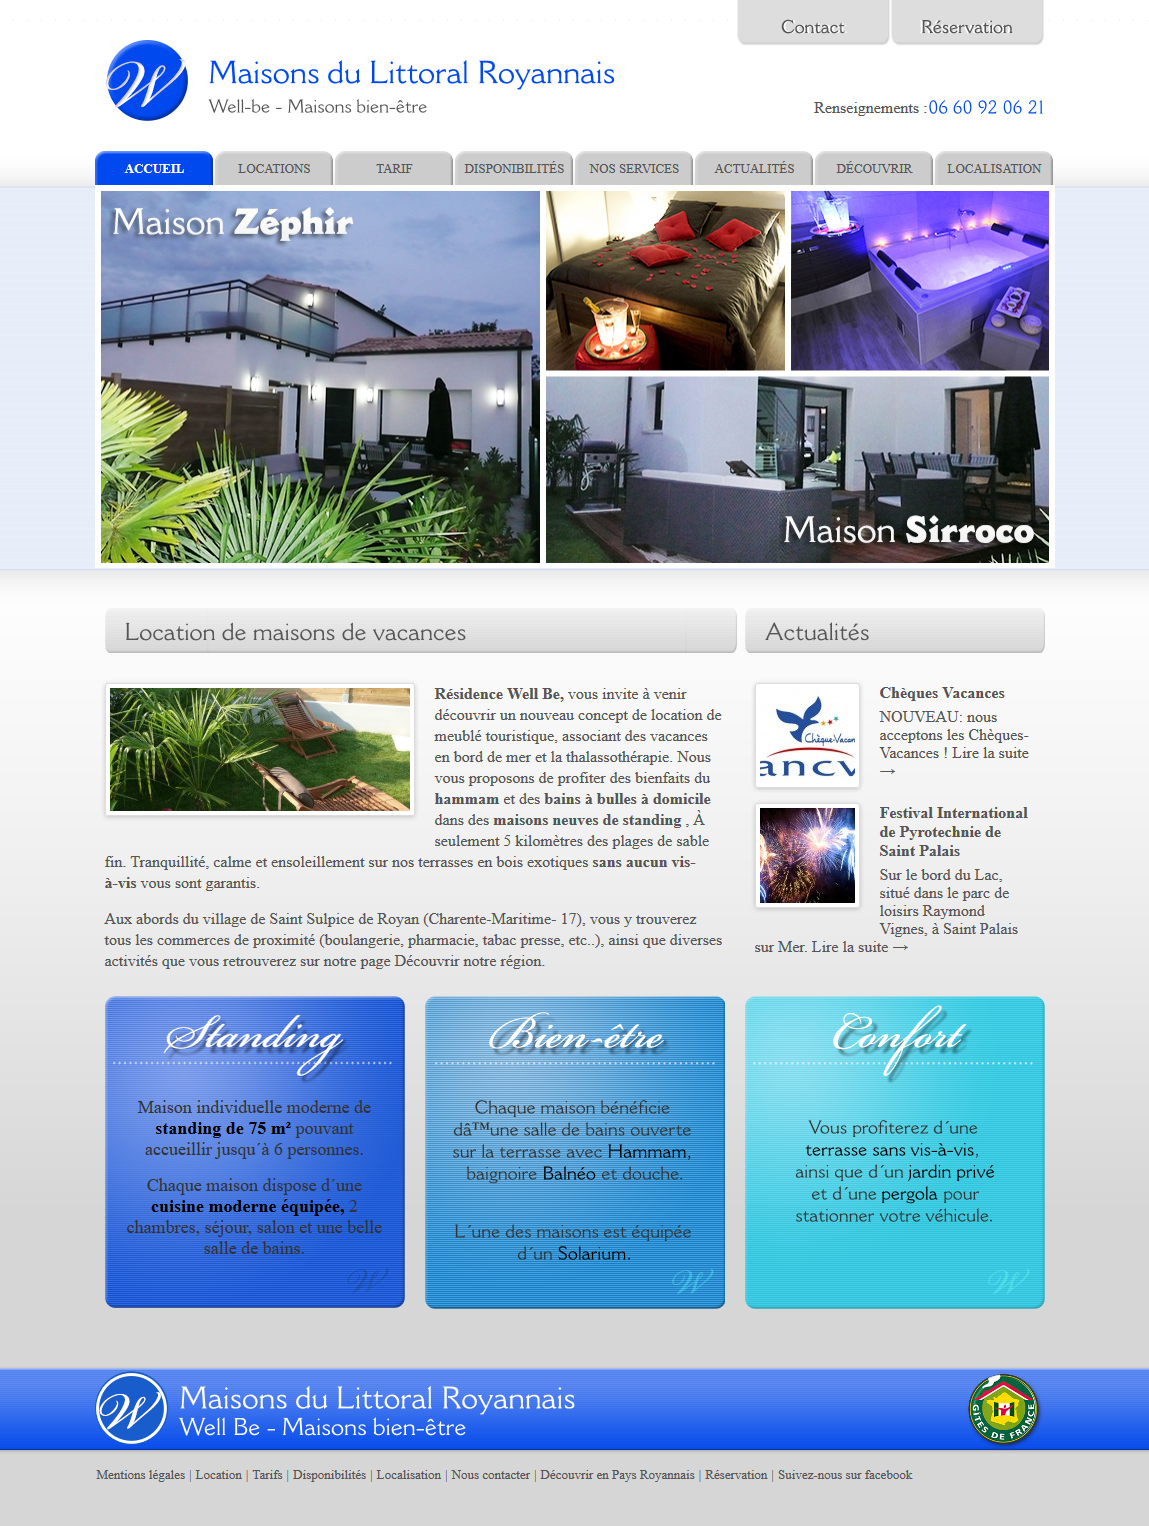 Contact
Réservation
W
Maisons du Littoral Royannais
Well-be - Maisons bien-être
Renseignements :06 60 92 06 21
ACCUEIL
LOCATIONS
TARIF
DISPONIBILITÉS
NOS SERVICES
ACTUALITÉS
DÉCOUVRIR
LOCALISATION
Maison Zéphir
Maison Sirroco
Location de maisons de vacances
Résidence Well Be, vous invite à venir
découvrir un nouveau concept de location de
meublé touristique, associant des vacances
en bord de mer et la thalassothérapie. Nous
vous proposons de profiter des bienfaits du
hammam et des bains à bulles à domicile
dans des maisons neuves de standing , À
seulement 5 kilomètres des plages de sable
fin. Tranquillité, calme et ensoleillement sur nos terrasses en bois exotiques sans aucun vis-
à-vis vous sont garantis.
Aux abords du village de Saint Sulpice de Royan (Charente-Maritime- 17), vous y trouverez
tous les commerces de proximité (boulangerie, pharmacie, tabac presse, etc..), ainsi que diverses
activités que vous retrouverez sur notre page Découvrir notre région.
Actualités
Chèque-Vacan
ancv
Chèques Vacances
NOUVEAU: nous
acceptons les Chèques-
Vacances ! Lire la suite
→
Festival International
de Pyrotechnie de
Saint Palais
Sur le bord du Lac,
situé dans le parc de
loisirs Raymond
Vignes, à Saint Palais
sur Mer. Lire la suite →
Standing
Maison individuelle moderne de
standing de 75 m² pouvant
accueillir jusqu´à 6 personnes.
Chaque maison dispose d´une
cuisine moderne équipée, 2
chambres, séjour, salon et une belle
salle de bains.
W
Bien-être
Chaque maison bénéficie
dâ™une salle de bains ouverte
sur la terrasse avec Hammam,
baignoire Balnéo et douche.
L´une des maisons est équipée
d´un Solarium.
W
Confort
Vous profiterez d´une
terrasse sans vis-à-vis,
ainsi que d´un jardin privé
et d´une pergola pour
stationner votre véhicule.
W
W
Maisons du Littoral Royannais
Well Be - Maisons bien-être
GÎTES DE FRANCE
Mentions légales | Location | Tarifs | Disponibilités | Localisation | Nous contacter | Découvrir en Pays Royannais | Réservation | Suivez-nous sur facebook